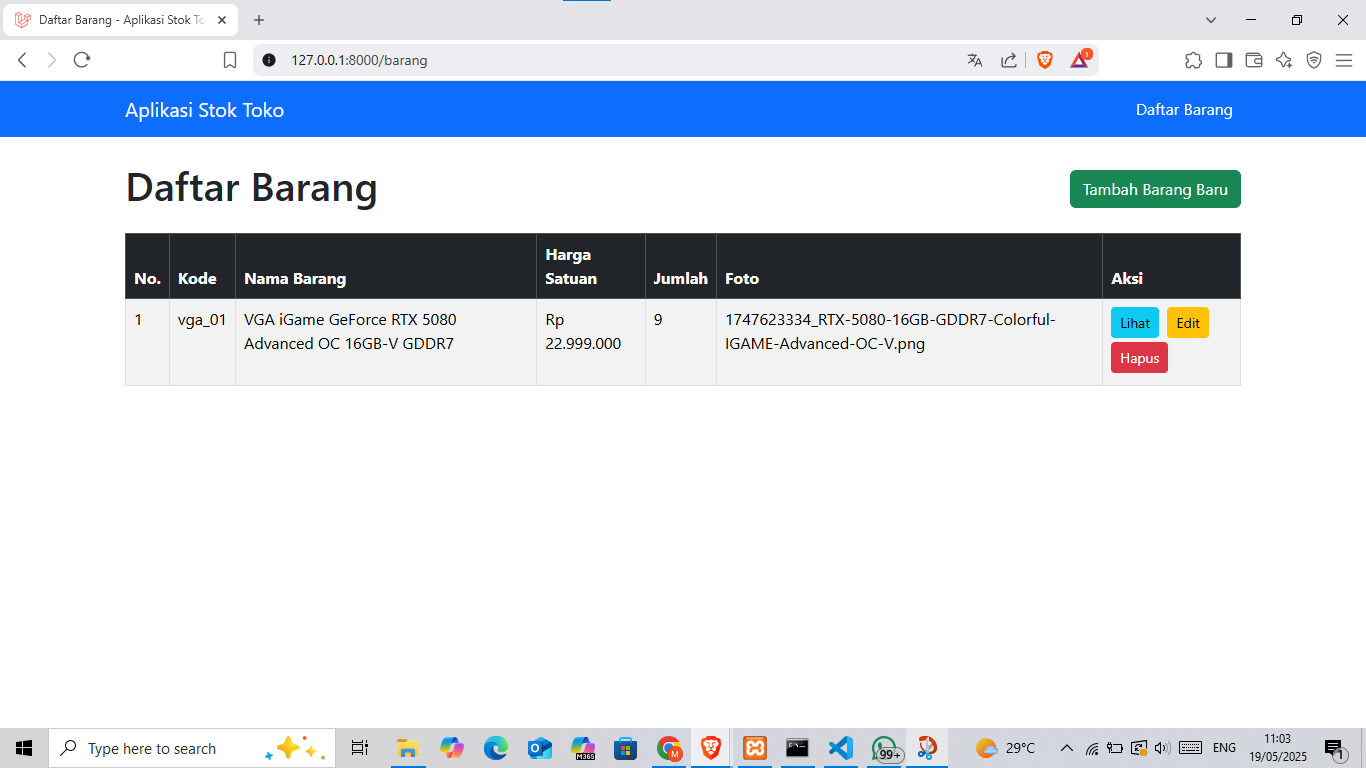 Daftar Barang - Aplikasi Stok To
127.0.0.1:8000/barang
1
Aplikasi Stok Toko
Daftar Barang
Daftar Barang
Tambah Barang Baru
No.
Kode
Nama Barang
Harga
Satuan
Jumlah
Foto
Aksi
1
vga_01
VGA iGame GeForce RTX 5080
Advanced OC 16GB-V GDDR7
Rp
22.999.000
9
1747623334_RTX-5080-16GB-GDDR7-Colorful-
IGAME-Advanced-OC-V.png
Lihat
Edit
Hapus
Type here to search
M365
M
99+
29°C
ENG
11:03
19/05/2025
1